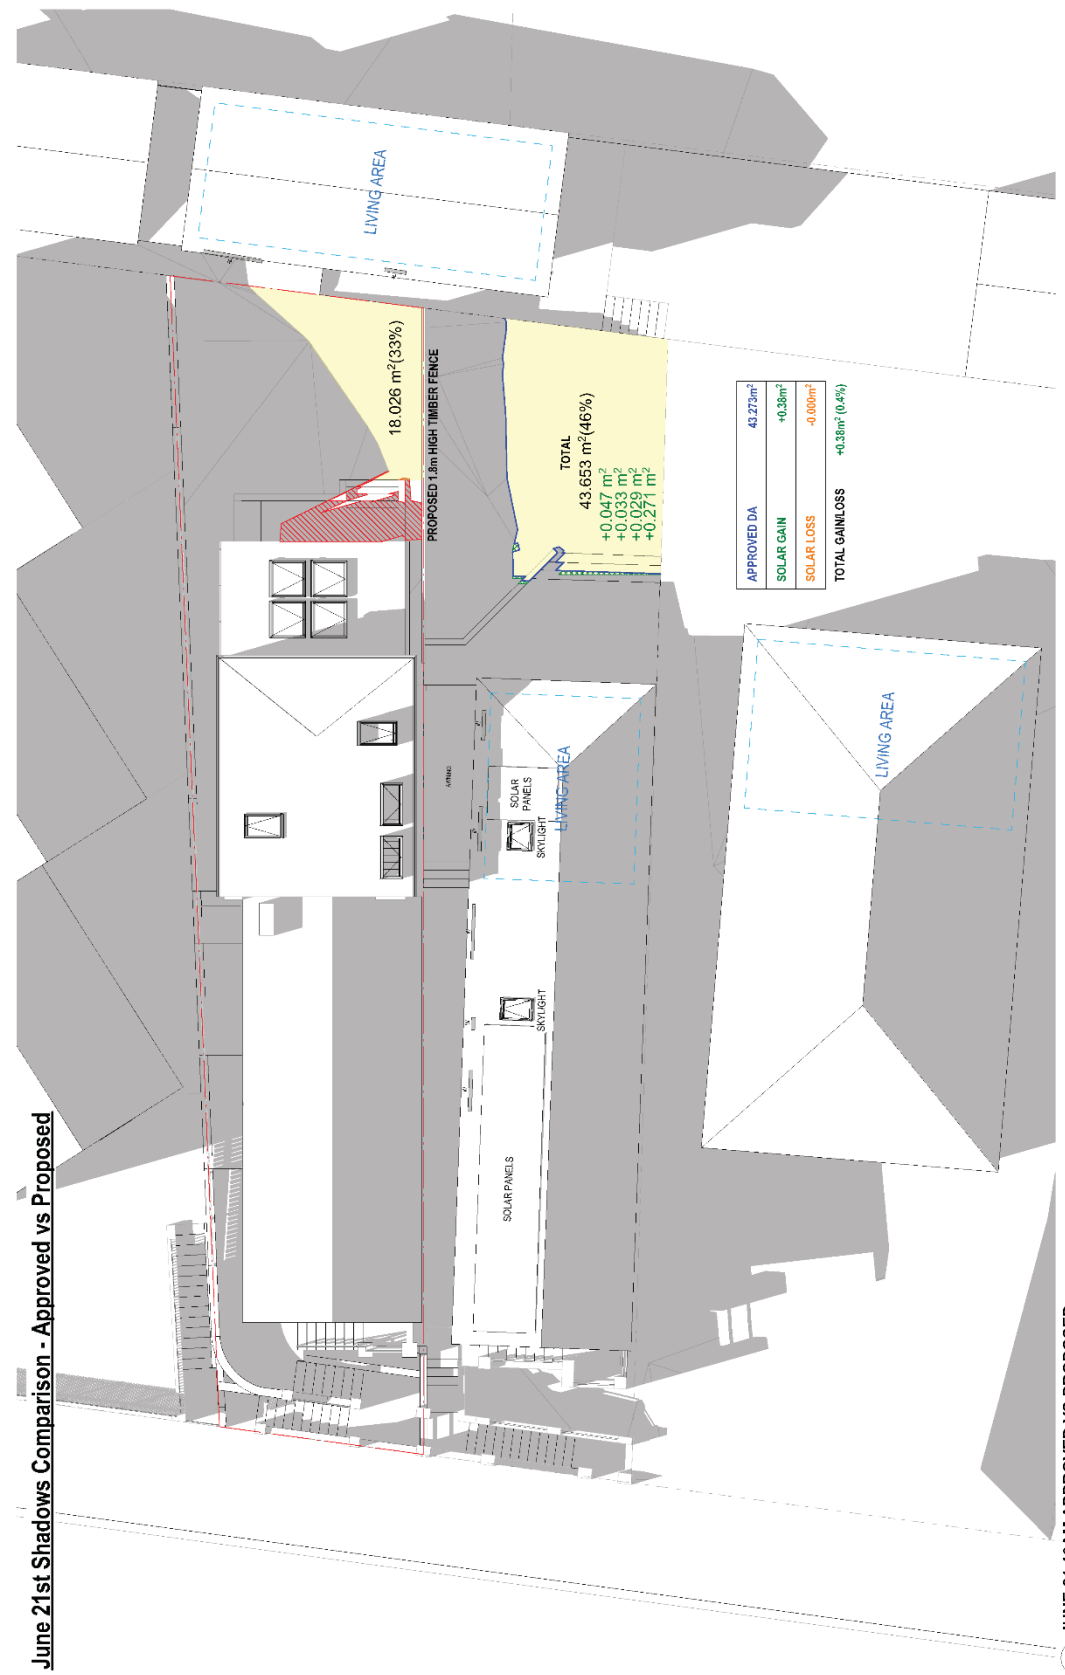 June 21st Shadows Comparison - Approved vs Proposed
LIVING AREA
18.026 m²(33%)
PROPOSED 1.8m HIGH TIMBER FENCE
TOTAL
43.653 m²(46%)
+0.047 m²
+0.033 m²
+0.029 m²
+0.271 m²
APPROVED DA 43.273m²
SOLAR GAIN +0.38m²
SOLAR LOSS -0.000m²
TOTAL GAIN/LOSS +0.38m² (0.4%)
AWNING
SOLAR
PANELS
SKYLIGHT
LIVING AREA
LIVING AREA
SKYLIGHT
SOLAR PANELS